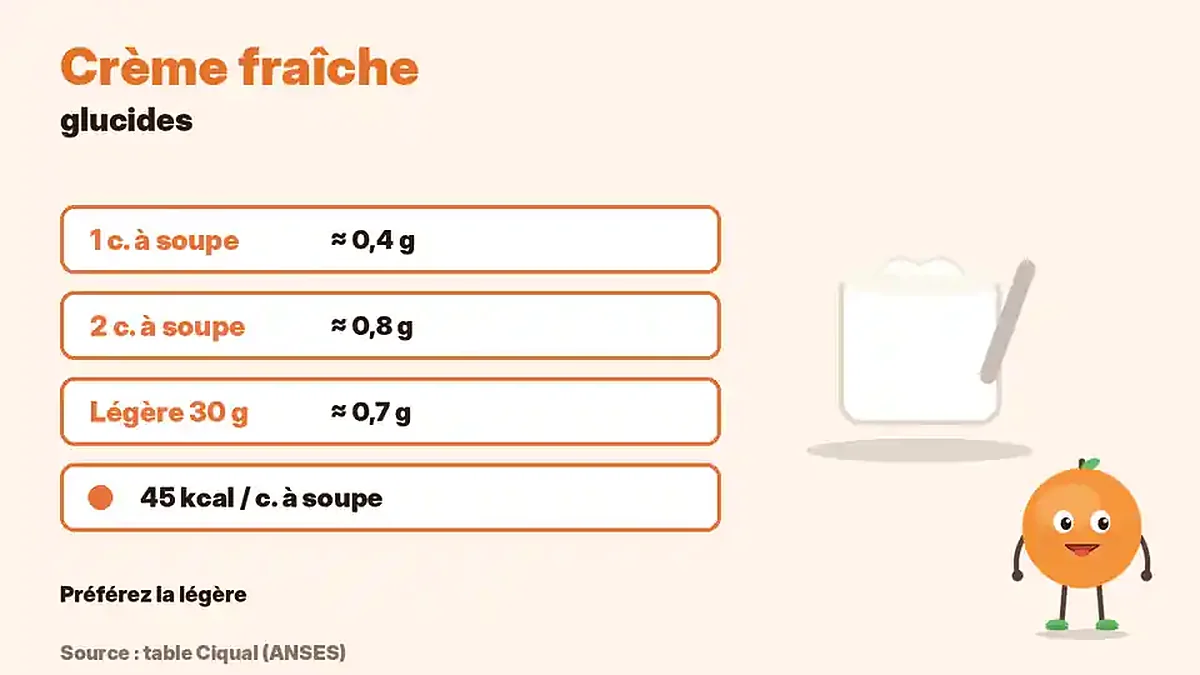 Crème fraîche
glucides
1 c. à soupe ≈ 0,4 g
2 c. à soupe ≈ 0,8 g
Légère 30 g ≈ 0,7 g
45 kcal / c. à soupe
Préférez la légère
Source : table Ciqual (ANSES)